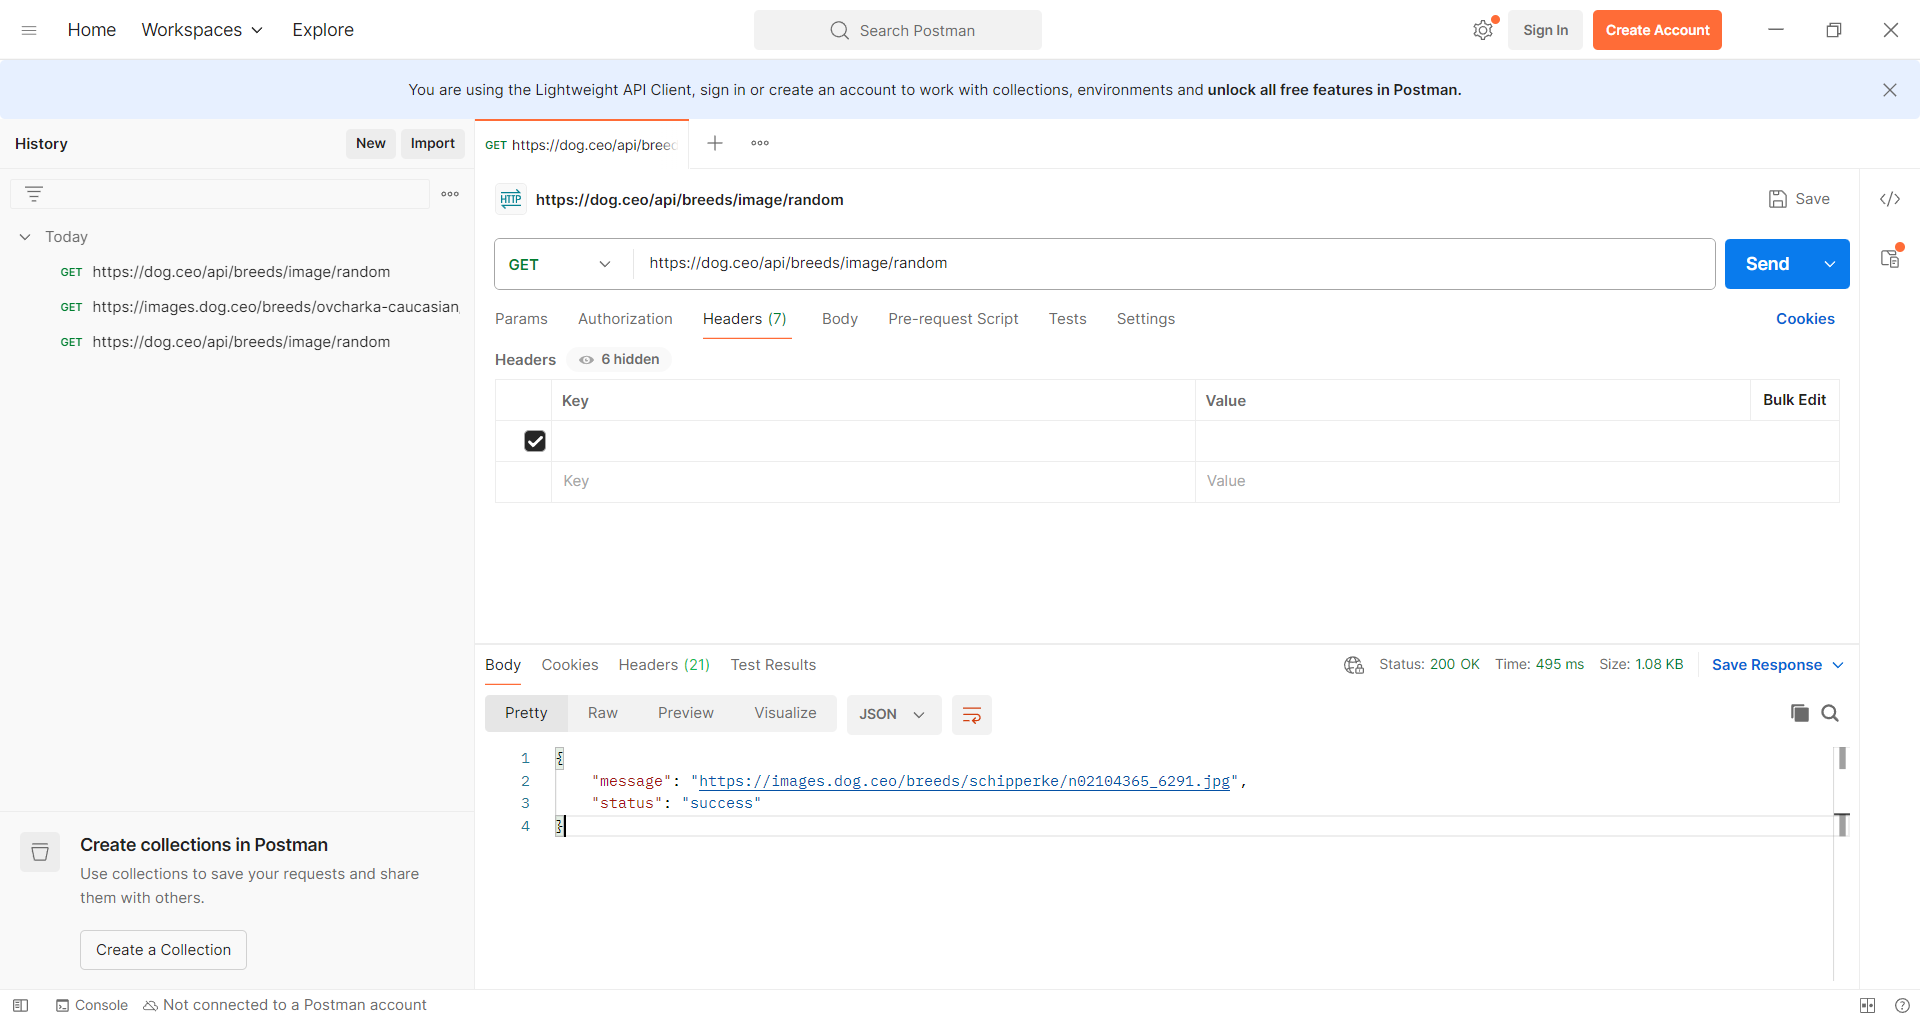 Home Workspaces Explore Search Postman Sign In Create Account
You are using the Lightweight API Client, sign in or create an account to work with collections, environments and unlock all free features in Postman.
History New Import
Today
GET https://dog.ceo/api/breeds/image/random
GET https://images.dog.ceo/breeds/ovcharka-caucasian
GET https://dog.ceo/api/breeds/image/random
Create collections in Postman
Use collections to save your requests and share
them with others.
Create a Collection
GET https://dog.ceo/api/breed
HTTP https://dog.ceo/api/breeds/image/random Save
GET https://dog.ceo/api/breeds/image/random Send
Params Authorization Headers (7) Body Pre-request Script Tests Settings Cookies
Headers 6 hidden
Key Value Bulk Edit
Key Value
Body Cookies Headers (21) Test Results Status: 200 OK Time: 495 ms Size: 1.08 KB Save Response
Pretty Raw Preview Visualize JSON
1 {
2 "message": "https://images.dog.ceo/breeds/schipperke/n02104365_6291.jpg",
3 "status": "success"
4 }
Console Not connected to a Postman account